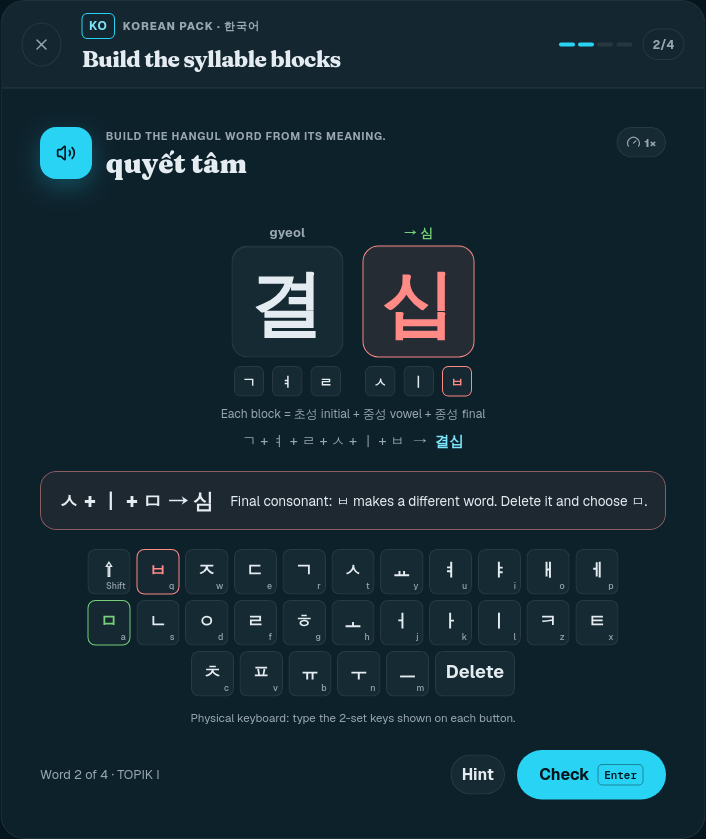 KO KOREAN PACK · 한국어
Build the syllable blocks
2/4
BUILD THE HANGUL WORD FROM ITS MEANING.
quyết tâm
1×
gyeol → 심
결 십
ㄱ ㅕ ㄹ ㅅ ㅣ ㅂ
Each block = 초성 initial + 중성 vowel + 종성 final
ㄱ + ㅕ + ㄹ + ㅅ + ㅣ + ㅂ → 결십
ㅅ + ㅣ + ㅁ → 심 Final consonant: ㅂ makes a different word. Delete it and choose ㅁ.
⇧ Shift ㅂ q ㅈ w ㄷ e ㄱ r ㅅ t ㅛ y ㅕ u ㅑ i ㅐ o ㅔ p
ㅁ a ㄴ s ㅇ d ㄹ f ㅎ g ㅗ h ㅓ j ㅏ k ㅣ l ㅋ z ㅌ x
ㅊ c ㅍ v ㅠ b ㅜ n ㅡ m Delete
Physical keyboard: type the 2-set keys shown on each button.
Word 2 of 4 · TOPIK I
Hint
Check Enter